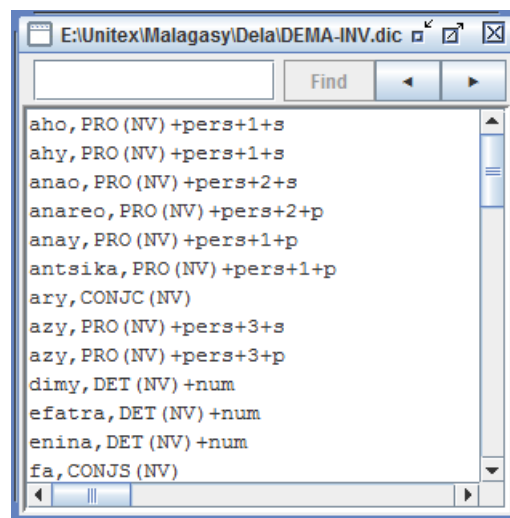 E:\Unitex\Malagasy\Dela\DEMA-INV.dic
Find
aho,PRO(NV)+pers+1+s
ahy,PRO(NV)+pers+1+s
anao,PRO(NV)+pers+2+s
anareo,PRO(NV)+pers+2+p
anay,PRO(NV)+pers+1+p
antsika,PRO(NV)+pers+1+p
ary,CONJC(NV)
azy,PRO(NV)+pers+3+s
azy,PRO(NV)+pers+3+p
dimy,DET(NV)+num
efatra,DET(NV)+num
enina,DET(NV)+num
fa,CONJS(NV)